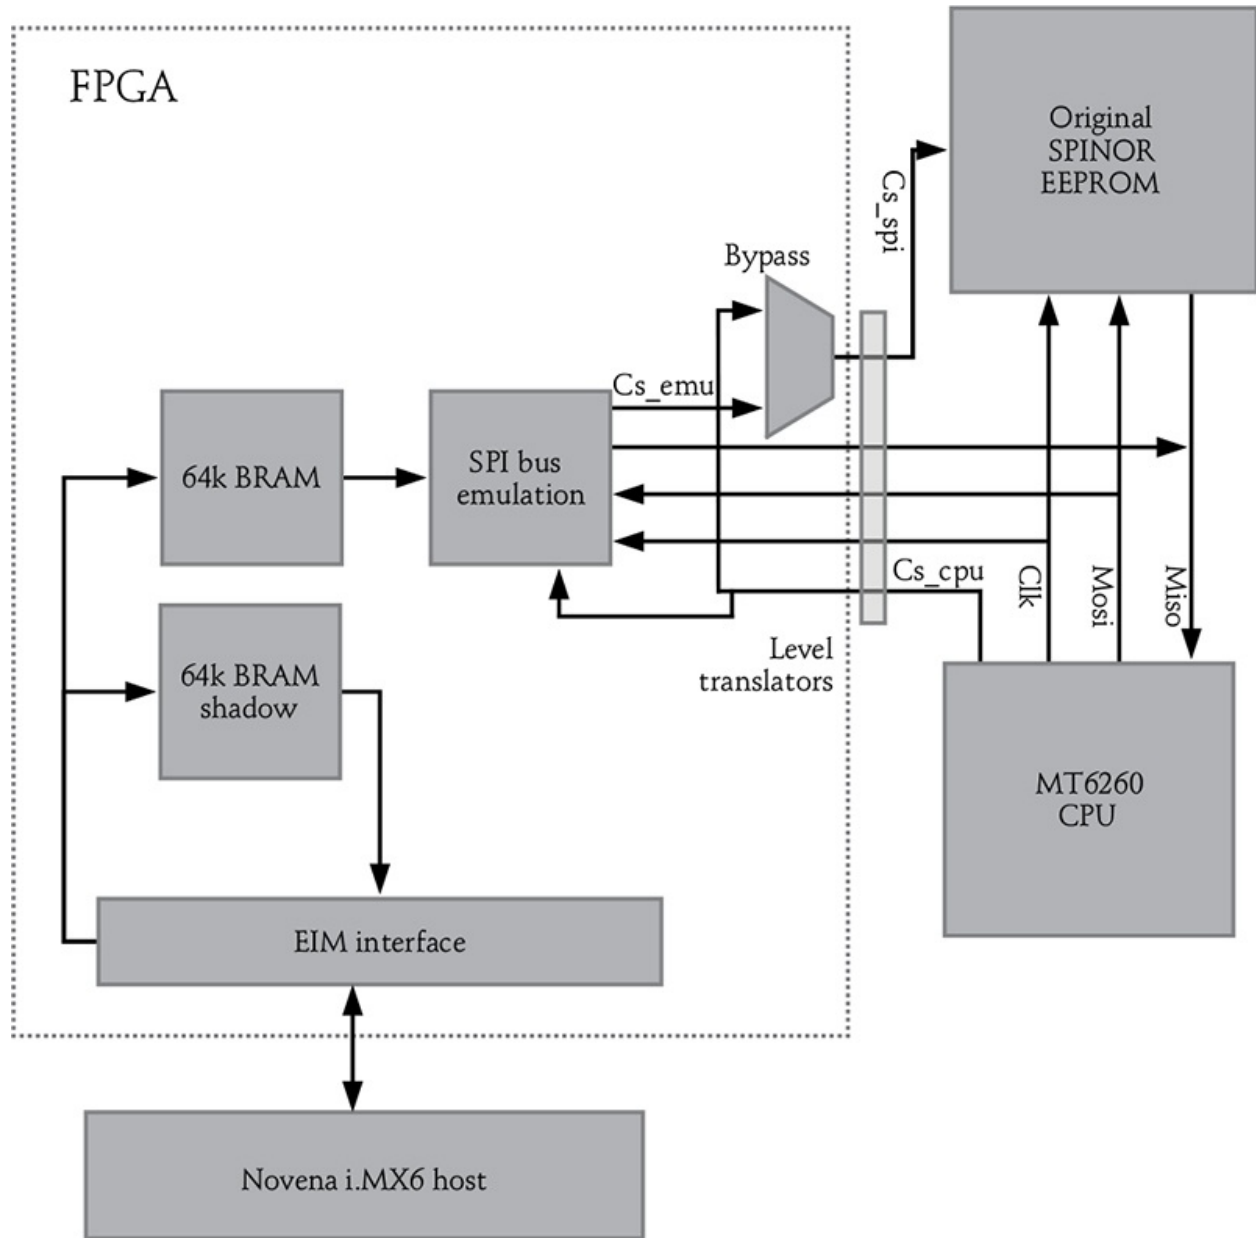 FPGA
Original
SPINOR
EEPROM
Cs_spi
Bypass
Cs_emu
64k BRAM
SPI bus
emulation
Cs_cpu
Clk
Mosi
Miso
Level
translators
64k BRAM
shadow
MT6260
CPU
EIM interface
Novena i.MX6 host